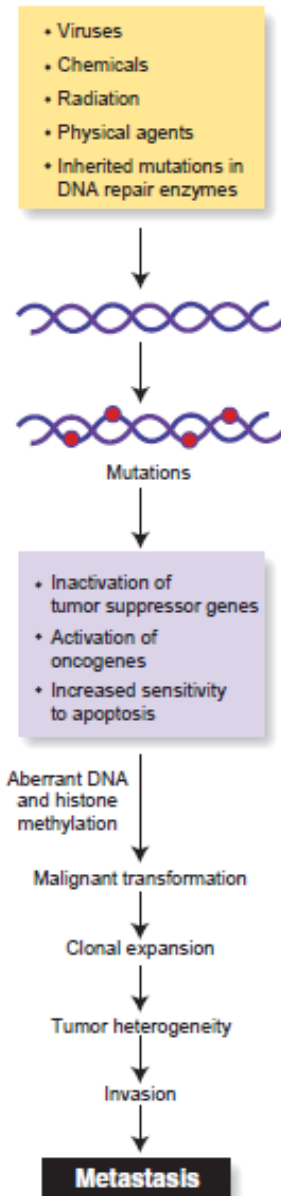 • Viruses
• Chemicals
• Radiation
• Physical agents
• Inherited mutations in
DNA repair enzymes
Mutations
• Inactivation of
tumor suppressor genes
• Activation of
oncogenes
• Increased sensitivity
to apoptosis
Aberrant DNA
and histone
methylation
Malignant transformation
Clonal expansion
Tumor heterogeneity
Invasion
Metastasis